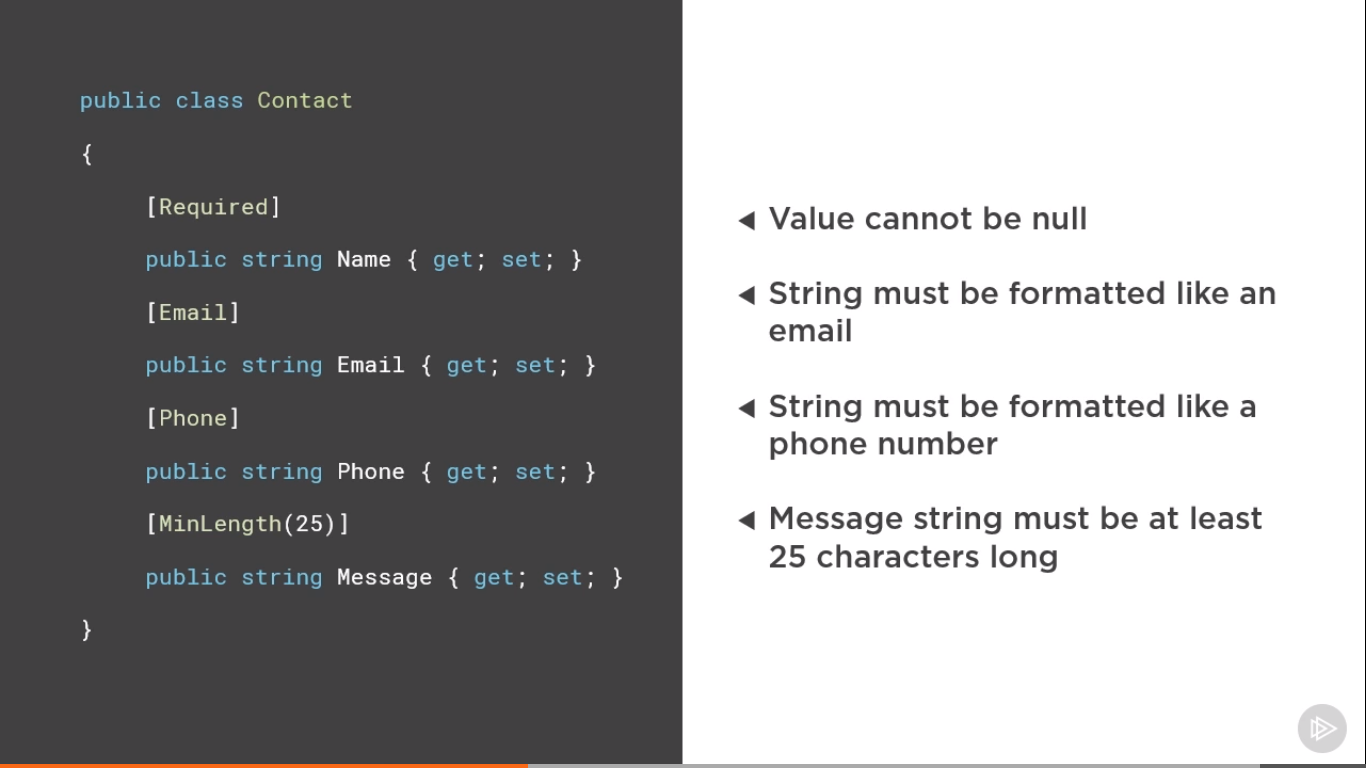 public class Contact
{
[Required]
public string Name { get; set; }
[Email]
public string Email { get; set; }
[Phone]
public string Phone { get; set; }
[MinLength(25)]
public string Message { get; set; }
}
Value cannot be null
String must be formatted like an
email
String must be formatted like a
phone number
Message string must be at least
25 characters long